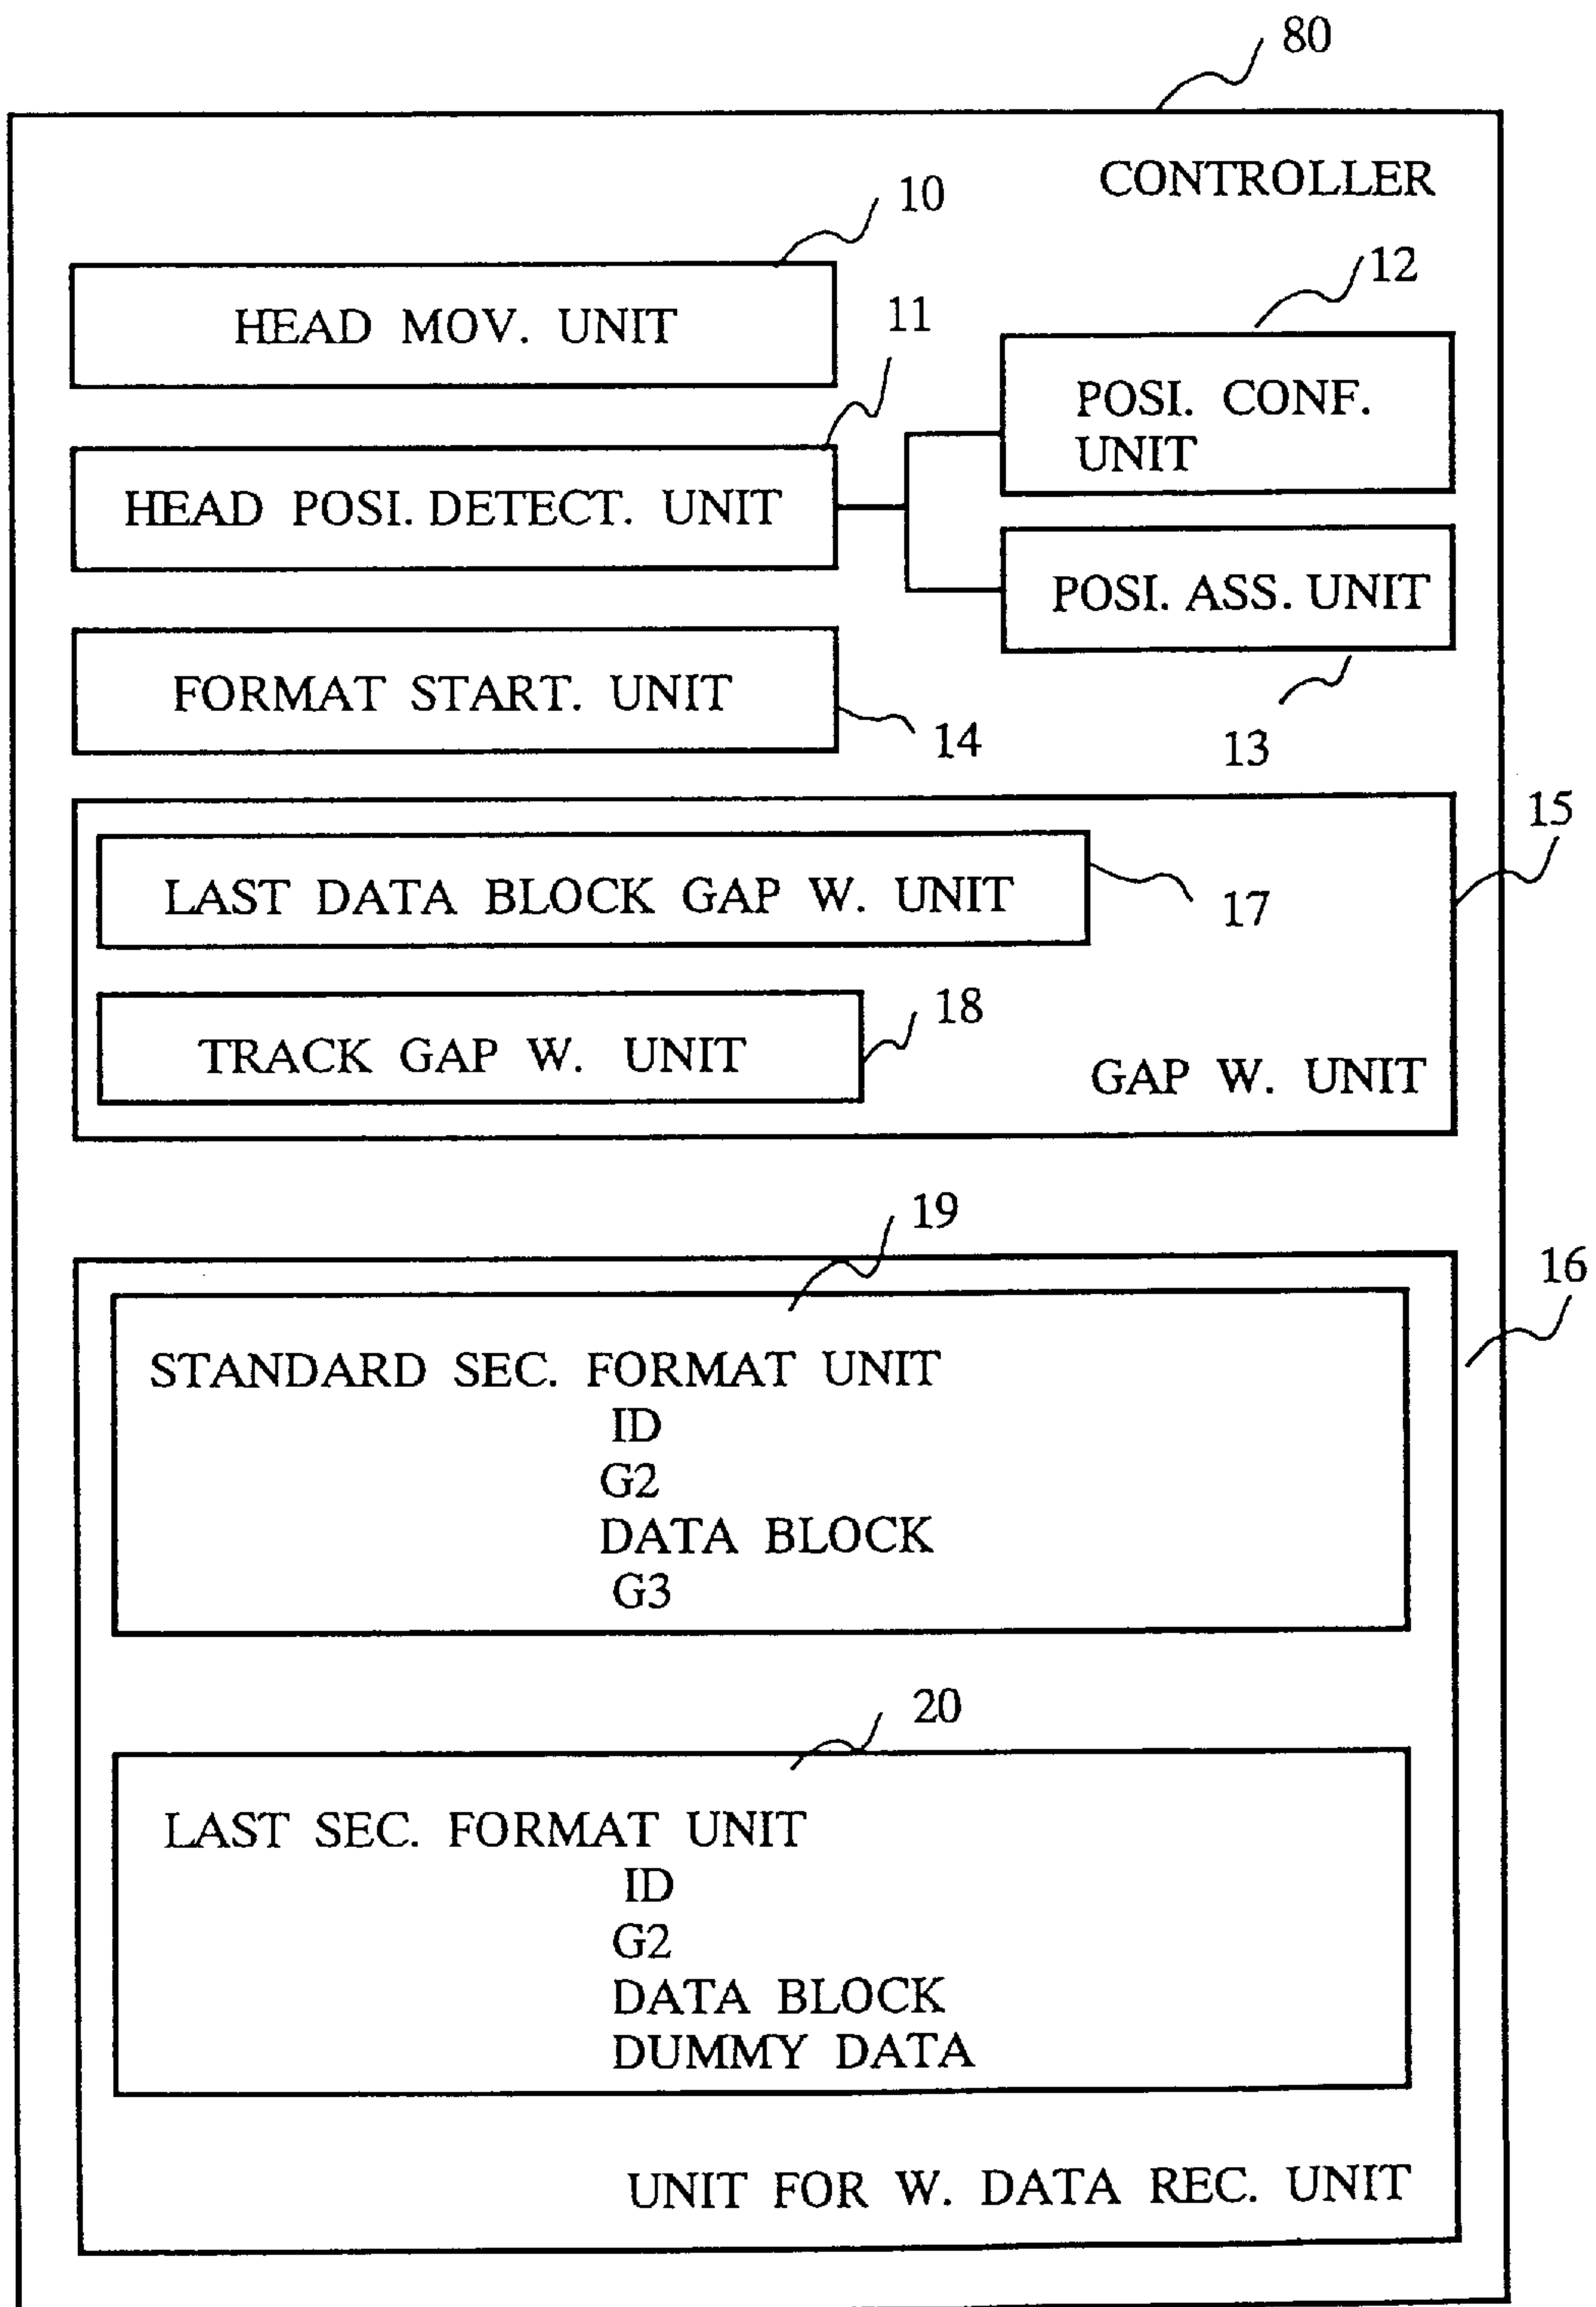 80
CONTROLLER
10
HEAD MOV. UNIT
11
12
POSI. CONF.
UNIT
HEAD POSI. DETECT. UNIT
POSI. ASS. UNIT
13
FORMAT START. UNIT
14
15
LAST DATA BLOCK GAP W. UNIT
17
TRACK GAP W. UNIT
18
GAP W. UNIT
19
16
STANDARD SEC. FORMAT UNIT
ID
G2
DATA BLOCK
G3
20
LAST SEC. FORMAT UNIT
ID
G2
DATA BLOCK
DUMMY DATA
UNIT FOR W. DATA REC. UNIT